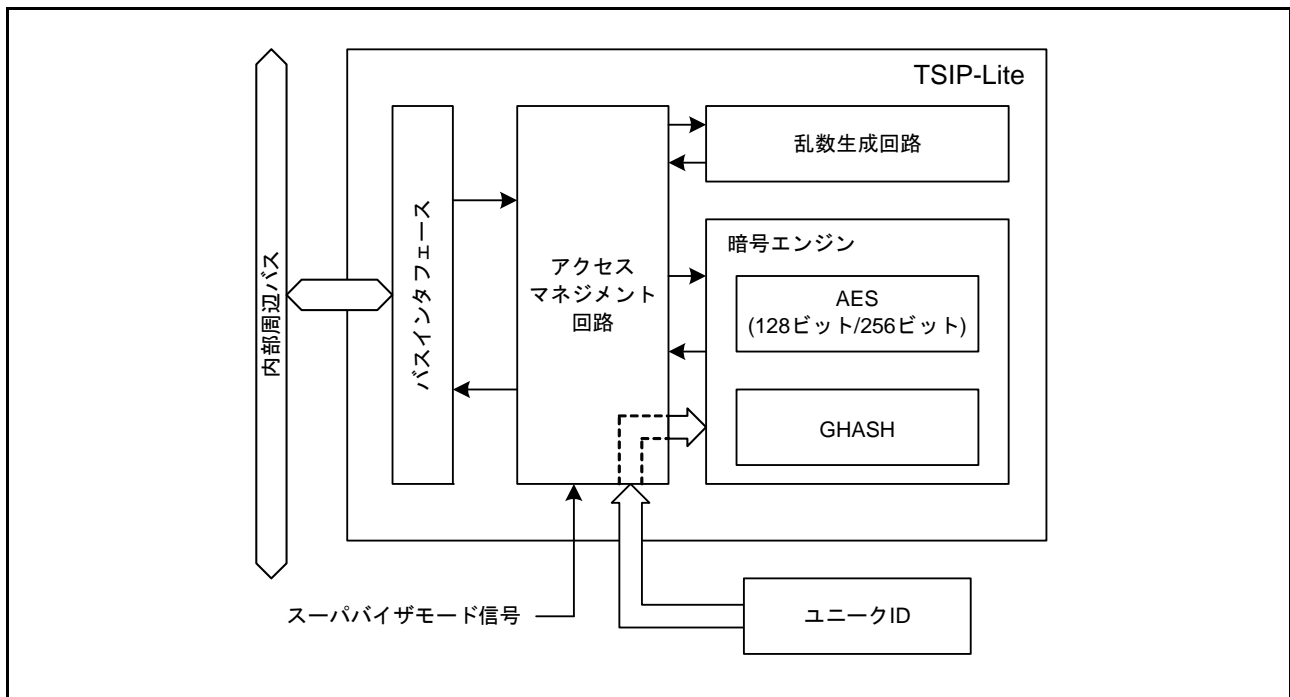 TSIP-Lite
内部周辺バス
バスインタフェース
アクセス
マネジメント
回路
乱数生成回路
暗号エンジン
AES
(128ビット/256ビット)
GHASH
スーパバイザモード信号
ユニークID